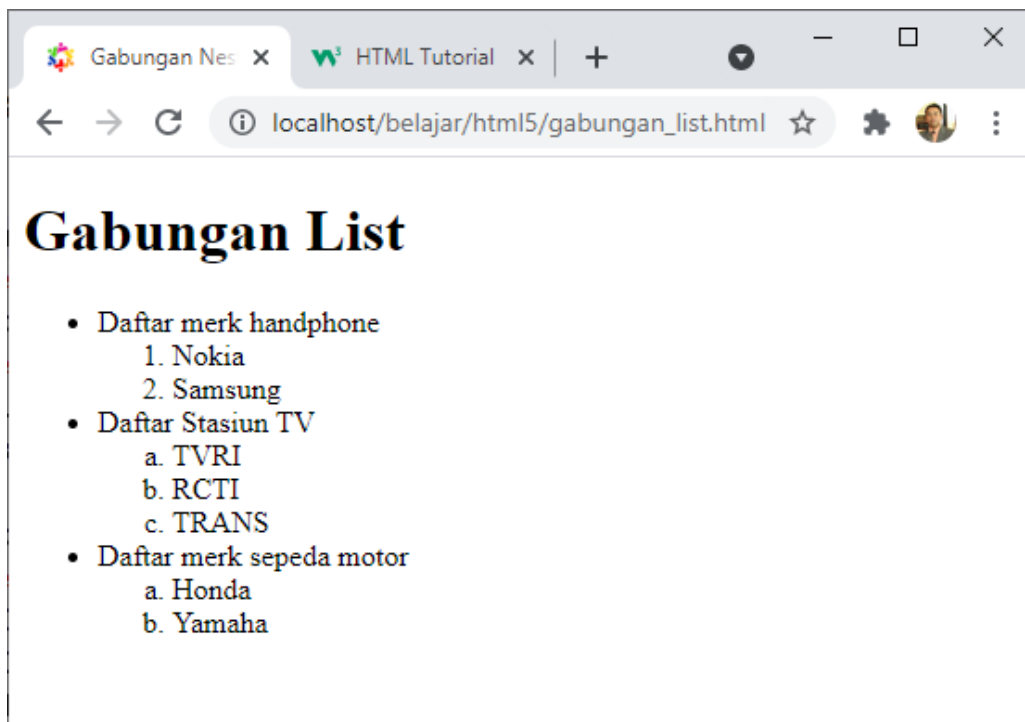 Gabungan Nes
HTML Tutorial
localhost/belajar/html5/gabungan_list.html
Gabungan List
• Daftar merk handphone
1. Nokia
2. Samsung
• Daftar Stasiun TV
a. TVRI
b. RCTI
c. TRANS
• Daftar merk sepeda motor
a. Honda
b. Yamaha